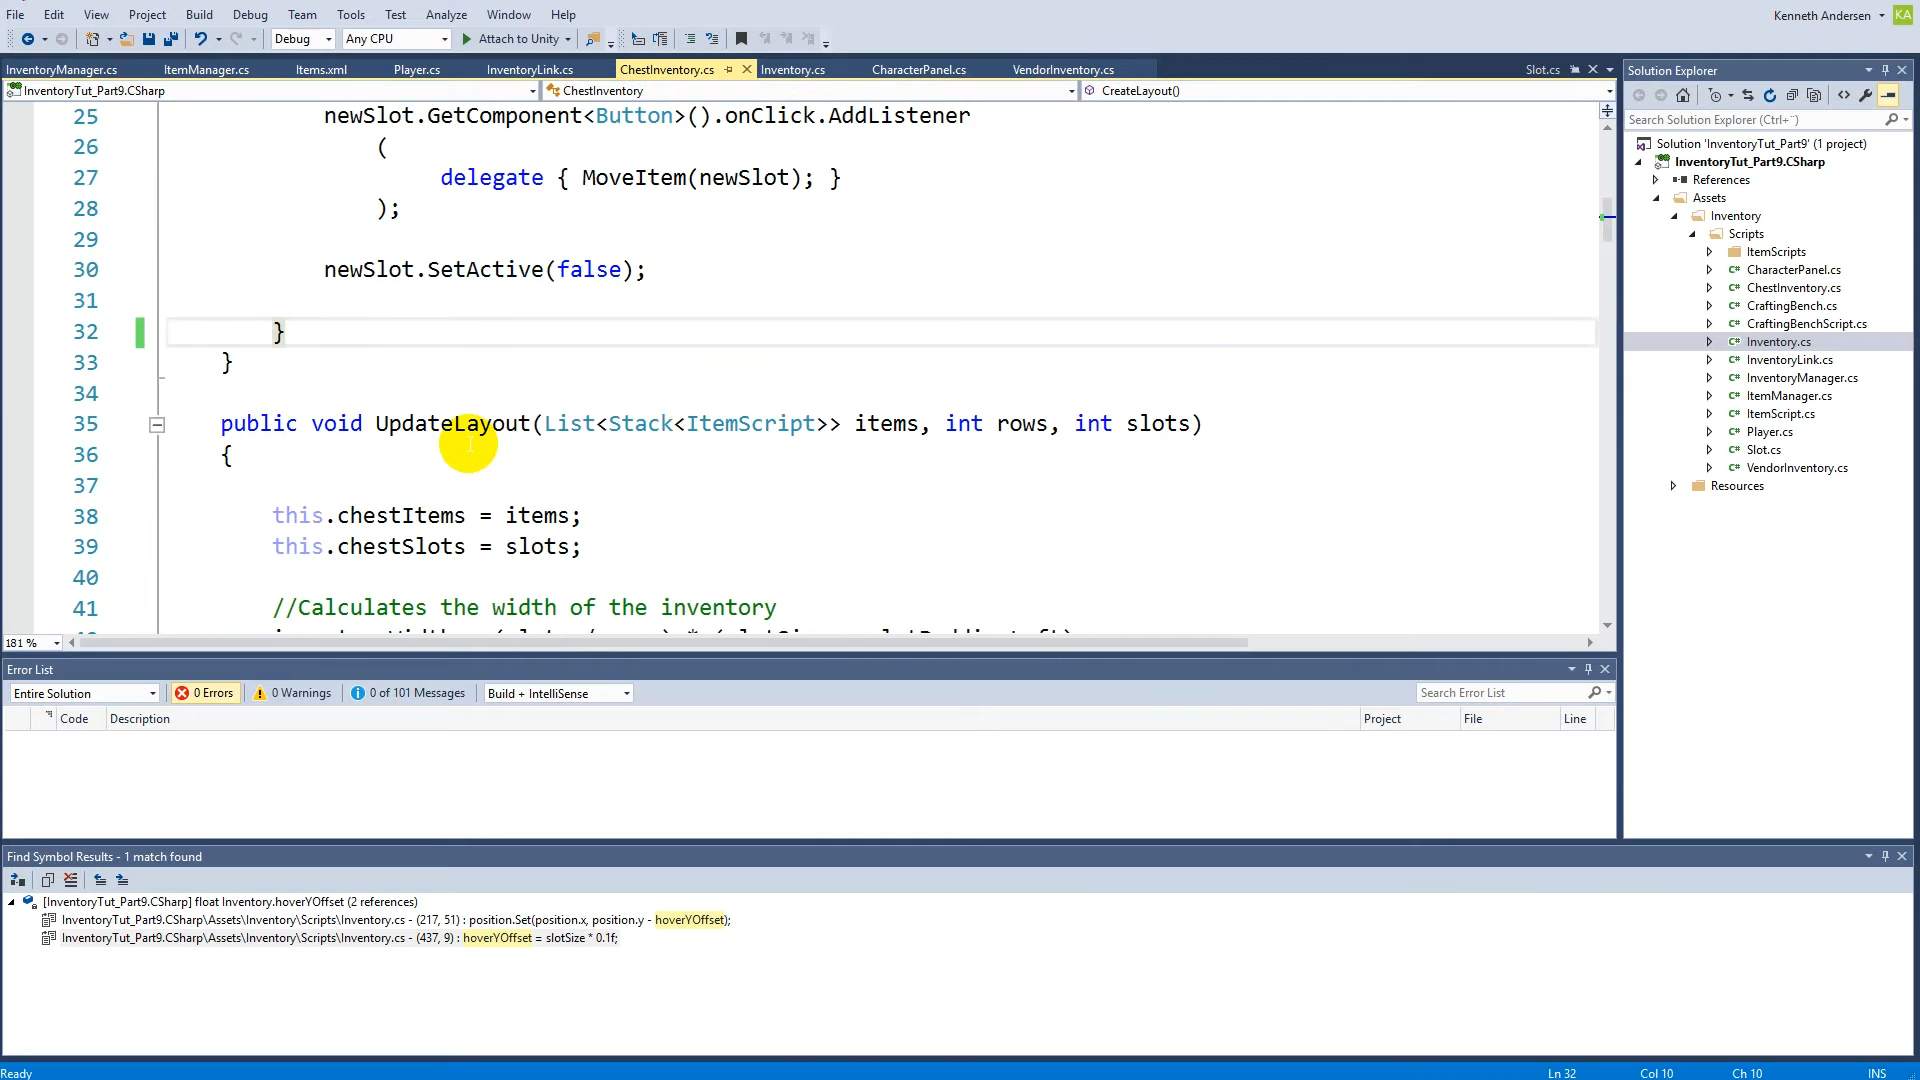 File Edit View Project Build Debug Team Tools Test Analyze Window Help
Kenneth Andersen KA
Debug Any CPU Attach to Unity
InventoryManager.cs ItemManager.cs Items.xml Player.cs InventoryLink.cs ChestInventory.cs Inventory.cs CharacterPanel.cs VendorInventory.cs Slot.cs
InventoryTut_Part9.CSharp ChestInventory CreateLayout()
25 newSlot.GetComponent<Button>().onClick.AddListener
26 (
27 delegate { MoveItem(newSlot); }
28 );
29
30 newSlot.SetActive(false);
31
32 }
33 }
34
35 public void UpdateLayout(List<Stack<ItemScript>> items, int rows, int slots)
36 {
37
38 this.chestItems = items;
39 this.chestSlots = slots;
40
41 //Calculates the width of the inventory
181 %
Solution Explorer
Search Solution Explorer (Ctrl+¨)
Solution 'InventoryTut_Part9' (1 project)
InventoryTut_Part9.CSharp
References
Assets
Inventory
Scripts
ItemScripts
C# CharacterPanel.cs
C# ChestInventory.cs
C# CraftingBench.cs
C# CraftingBenchScript.cs
C# Inventory.cs
C# InventoryLink.cs
C# InventoryManager.cs
C# ItemManager.cs
C# ItemScript.cs
C# Player.cs
C# Slot.cs
C# VendorInventory.cs
Resources
Error List
Entire Solution 0 Errors 0 Warnings 0 of 101 Messages Build + IntelliSense Search Error List
Code Description Project File Line
Find Symbol Results - 1 match found
[InventoryTut_Part9.CSharp] float Inventory.hoverYOffset (2 references)
InventoryTut_Part9.CSharp\Assets\Inventory\Scripts\Inventory.cs - (217, 51) : position.Set(position.x, position.y - hoverYOffset);
InventoryTut_Part9.CSharp\Assets\Inventory\Scripts\Inventory.cs - (437, 9) : hoverYOffset = slotSize * 0.1f;
Ready Ln 32 Col 10 Ch 10 INS